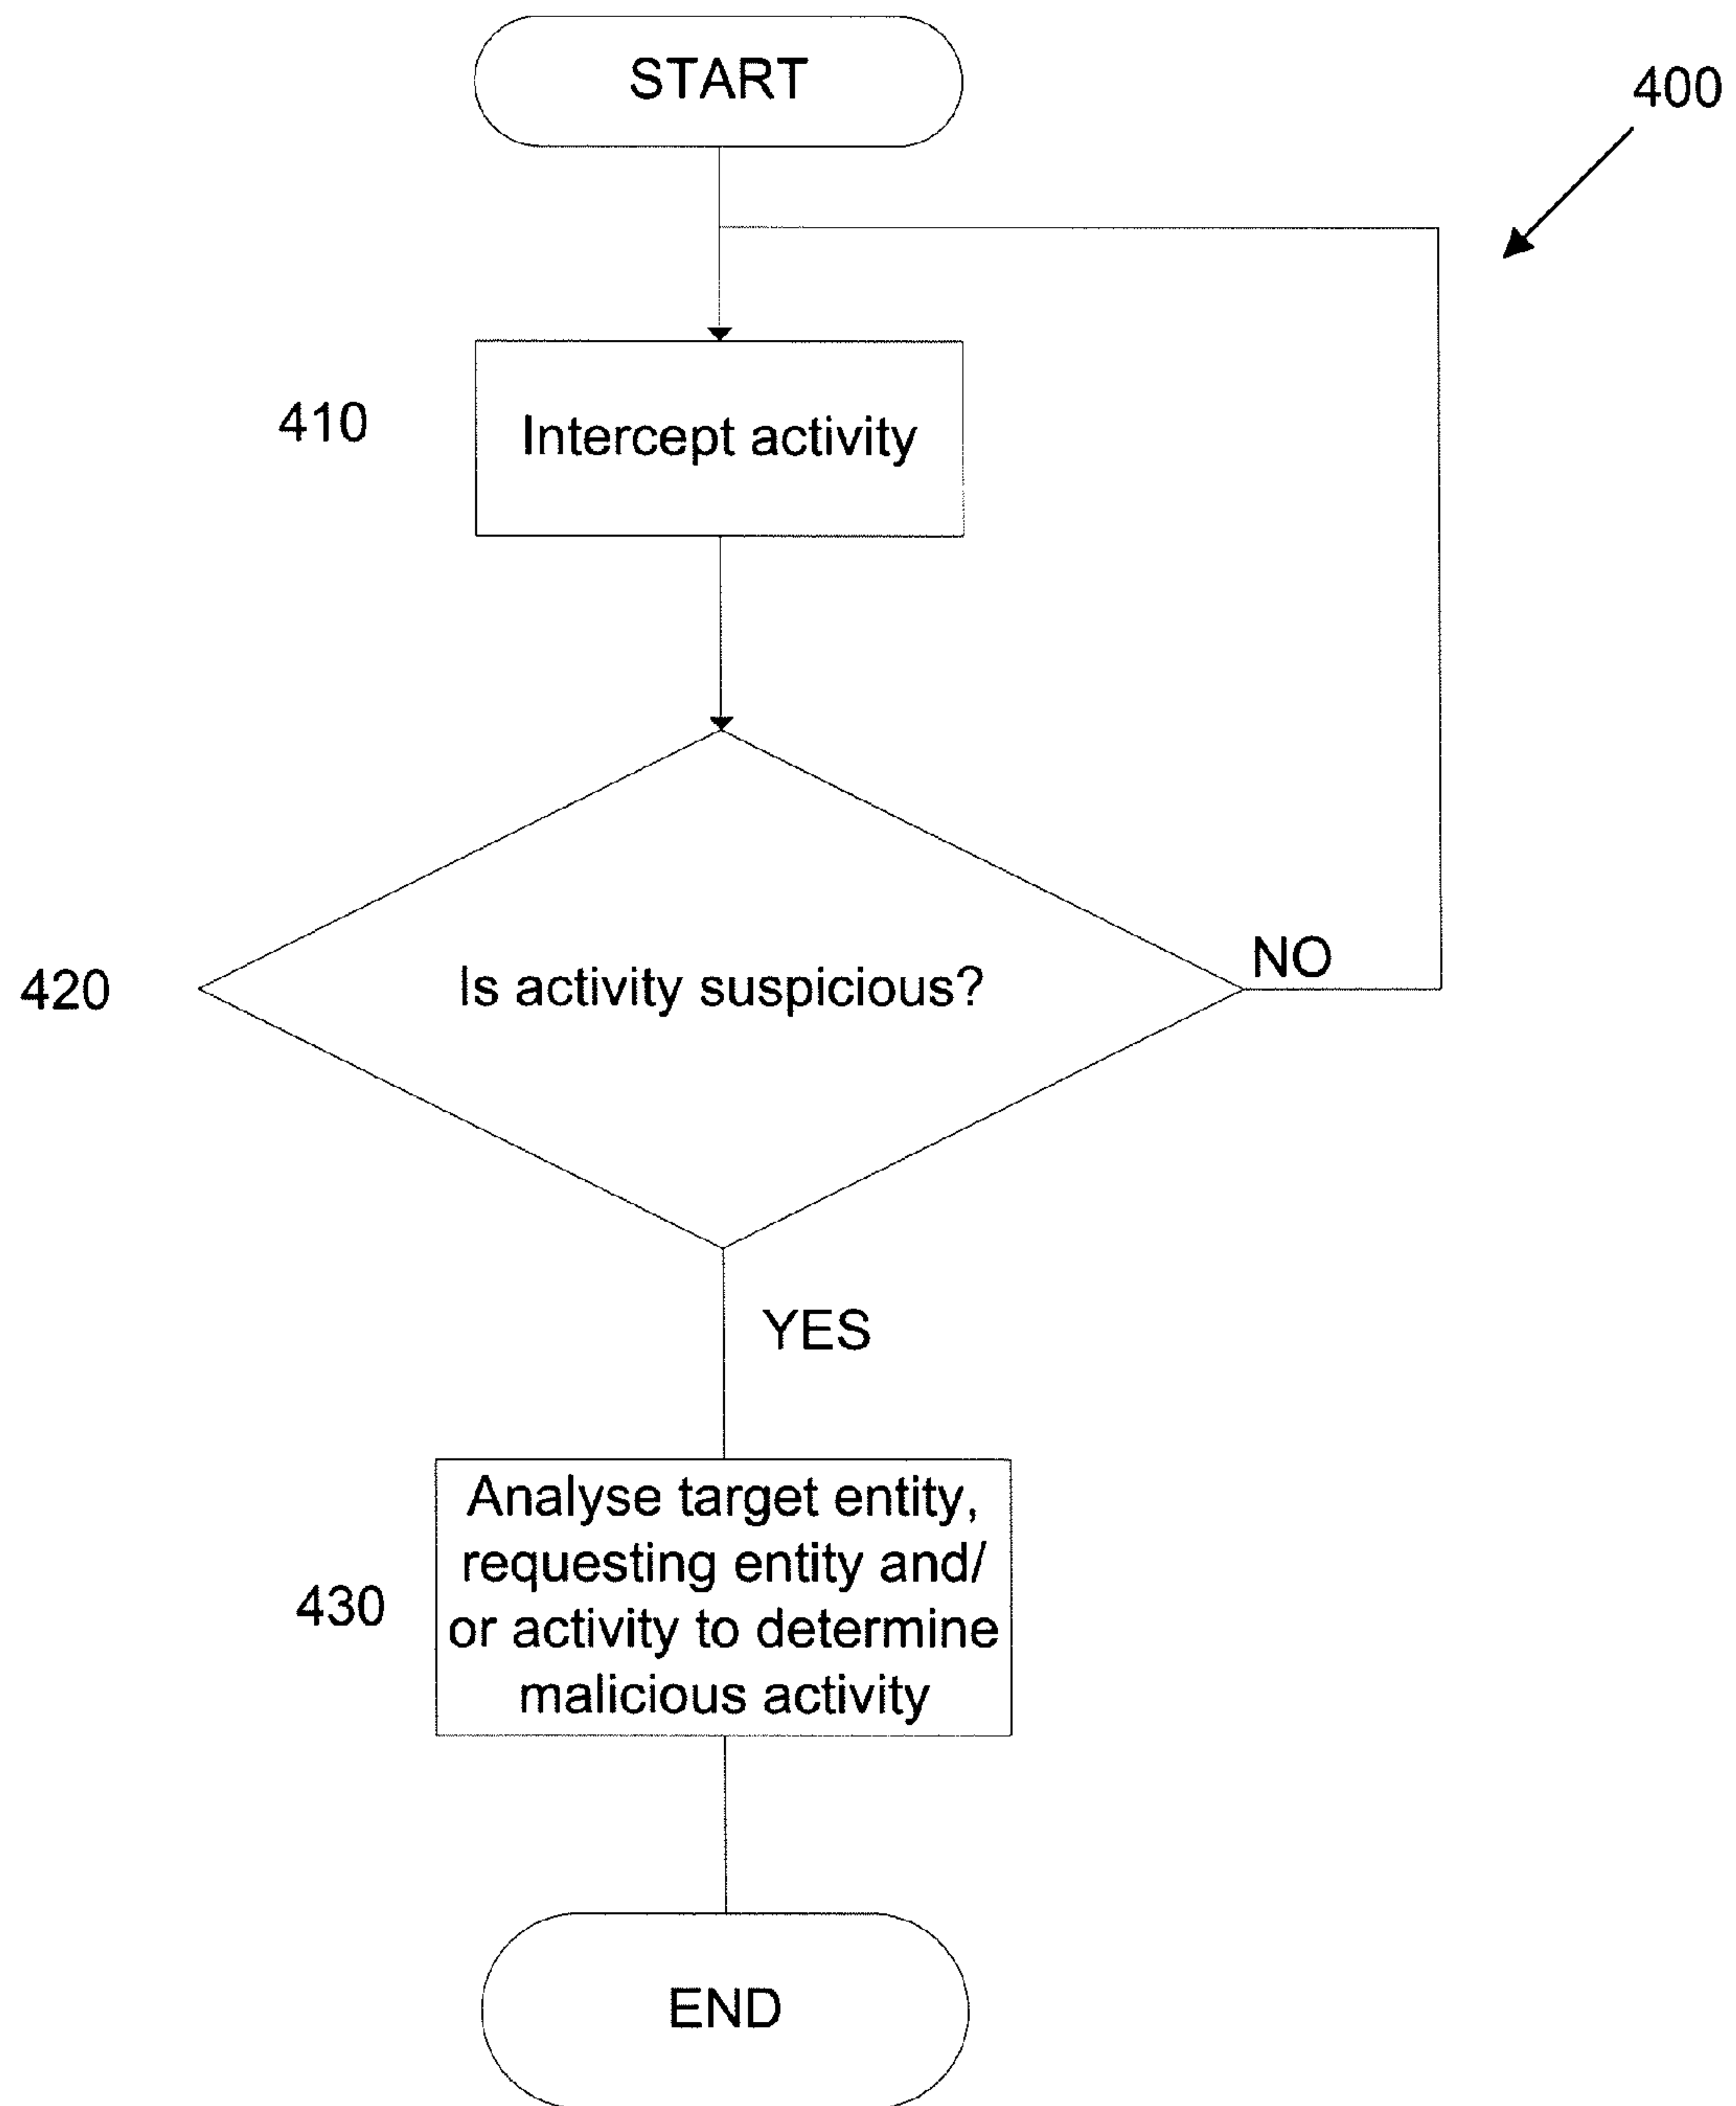 START
400
410
Intercept activity
420
Is activity suspicious?
NO
YES
430
Analyse target entity,
requesting entity and/
or activity to determine
malicious activity
END